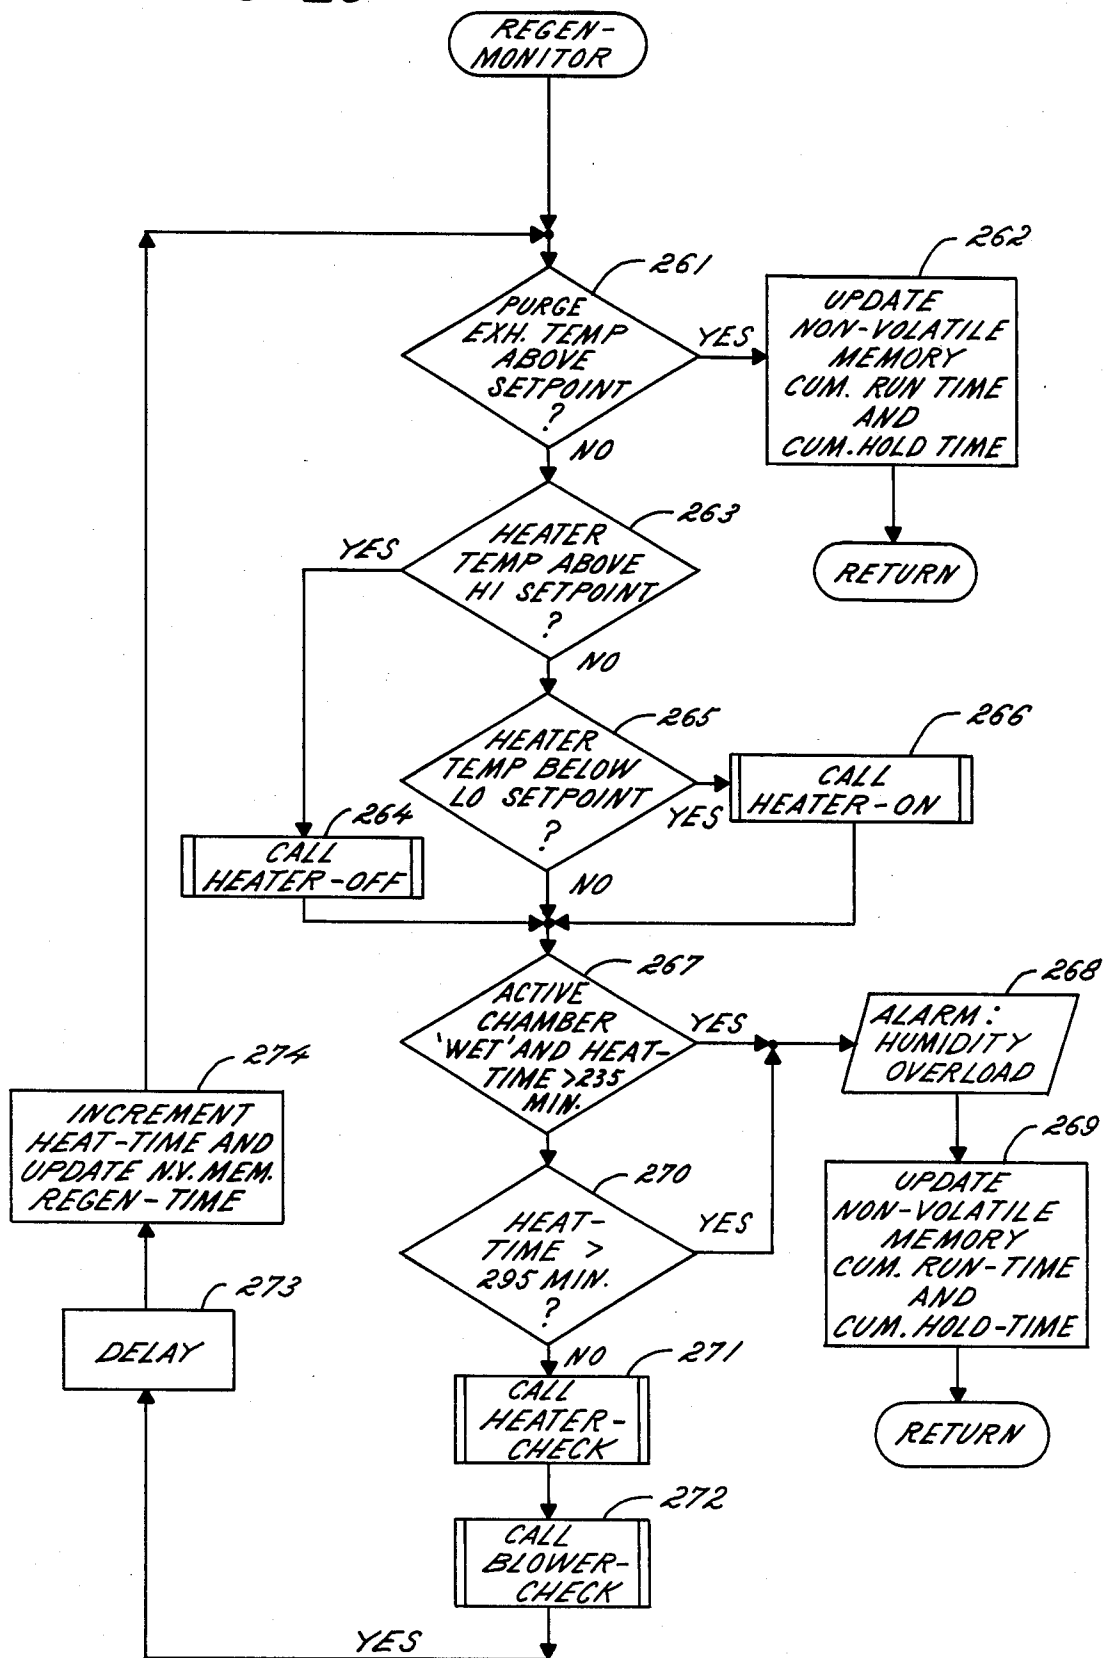 REGEN-
MONITOR
261
PURGE
EXH. TEMP
ABOVE
SETPOINT
?
YES
NO
262
UPDATE
NON-VOLATILE
MEMORY
CUM. RUN TIME
AND
CUM. HOLD TIME
RETURN
263
HEATER
TEMP ABOVE
HI SETPOINT
?
YES
NO
265
HEATER
TEMP BELOW
LO SETPOINT
?
YES
NO
266
CALL
HEATER-ON
264
CALL
HEATER-OFF
267
ACTIVE
CHAMBER
'WET' AND HEAT-
TIME >235
MIN.
YES
268
ALARM:
HUMIDITY
OVERLOAD
269
UPDATE
NON-VOLATILE
MEMORY
CUM. RUN-TIME
AND
CUM. HOLD-TIME
RETURN
270
HEAT-
TIME >
295 MIN.
?
YES
NO
271
CALL
HEATER-
CHECK
272
CALL
BLOWER-
CHECK
YES
273
DELAY
274
INCREMENT
HEAT-TIME AND
UPDATE N.V. MEM.
REGEN-TIME